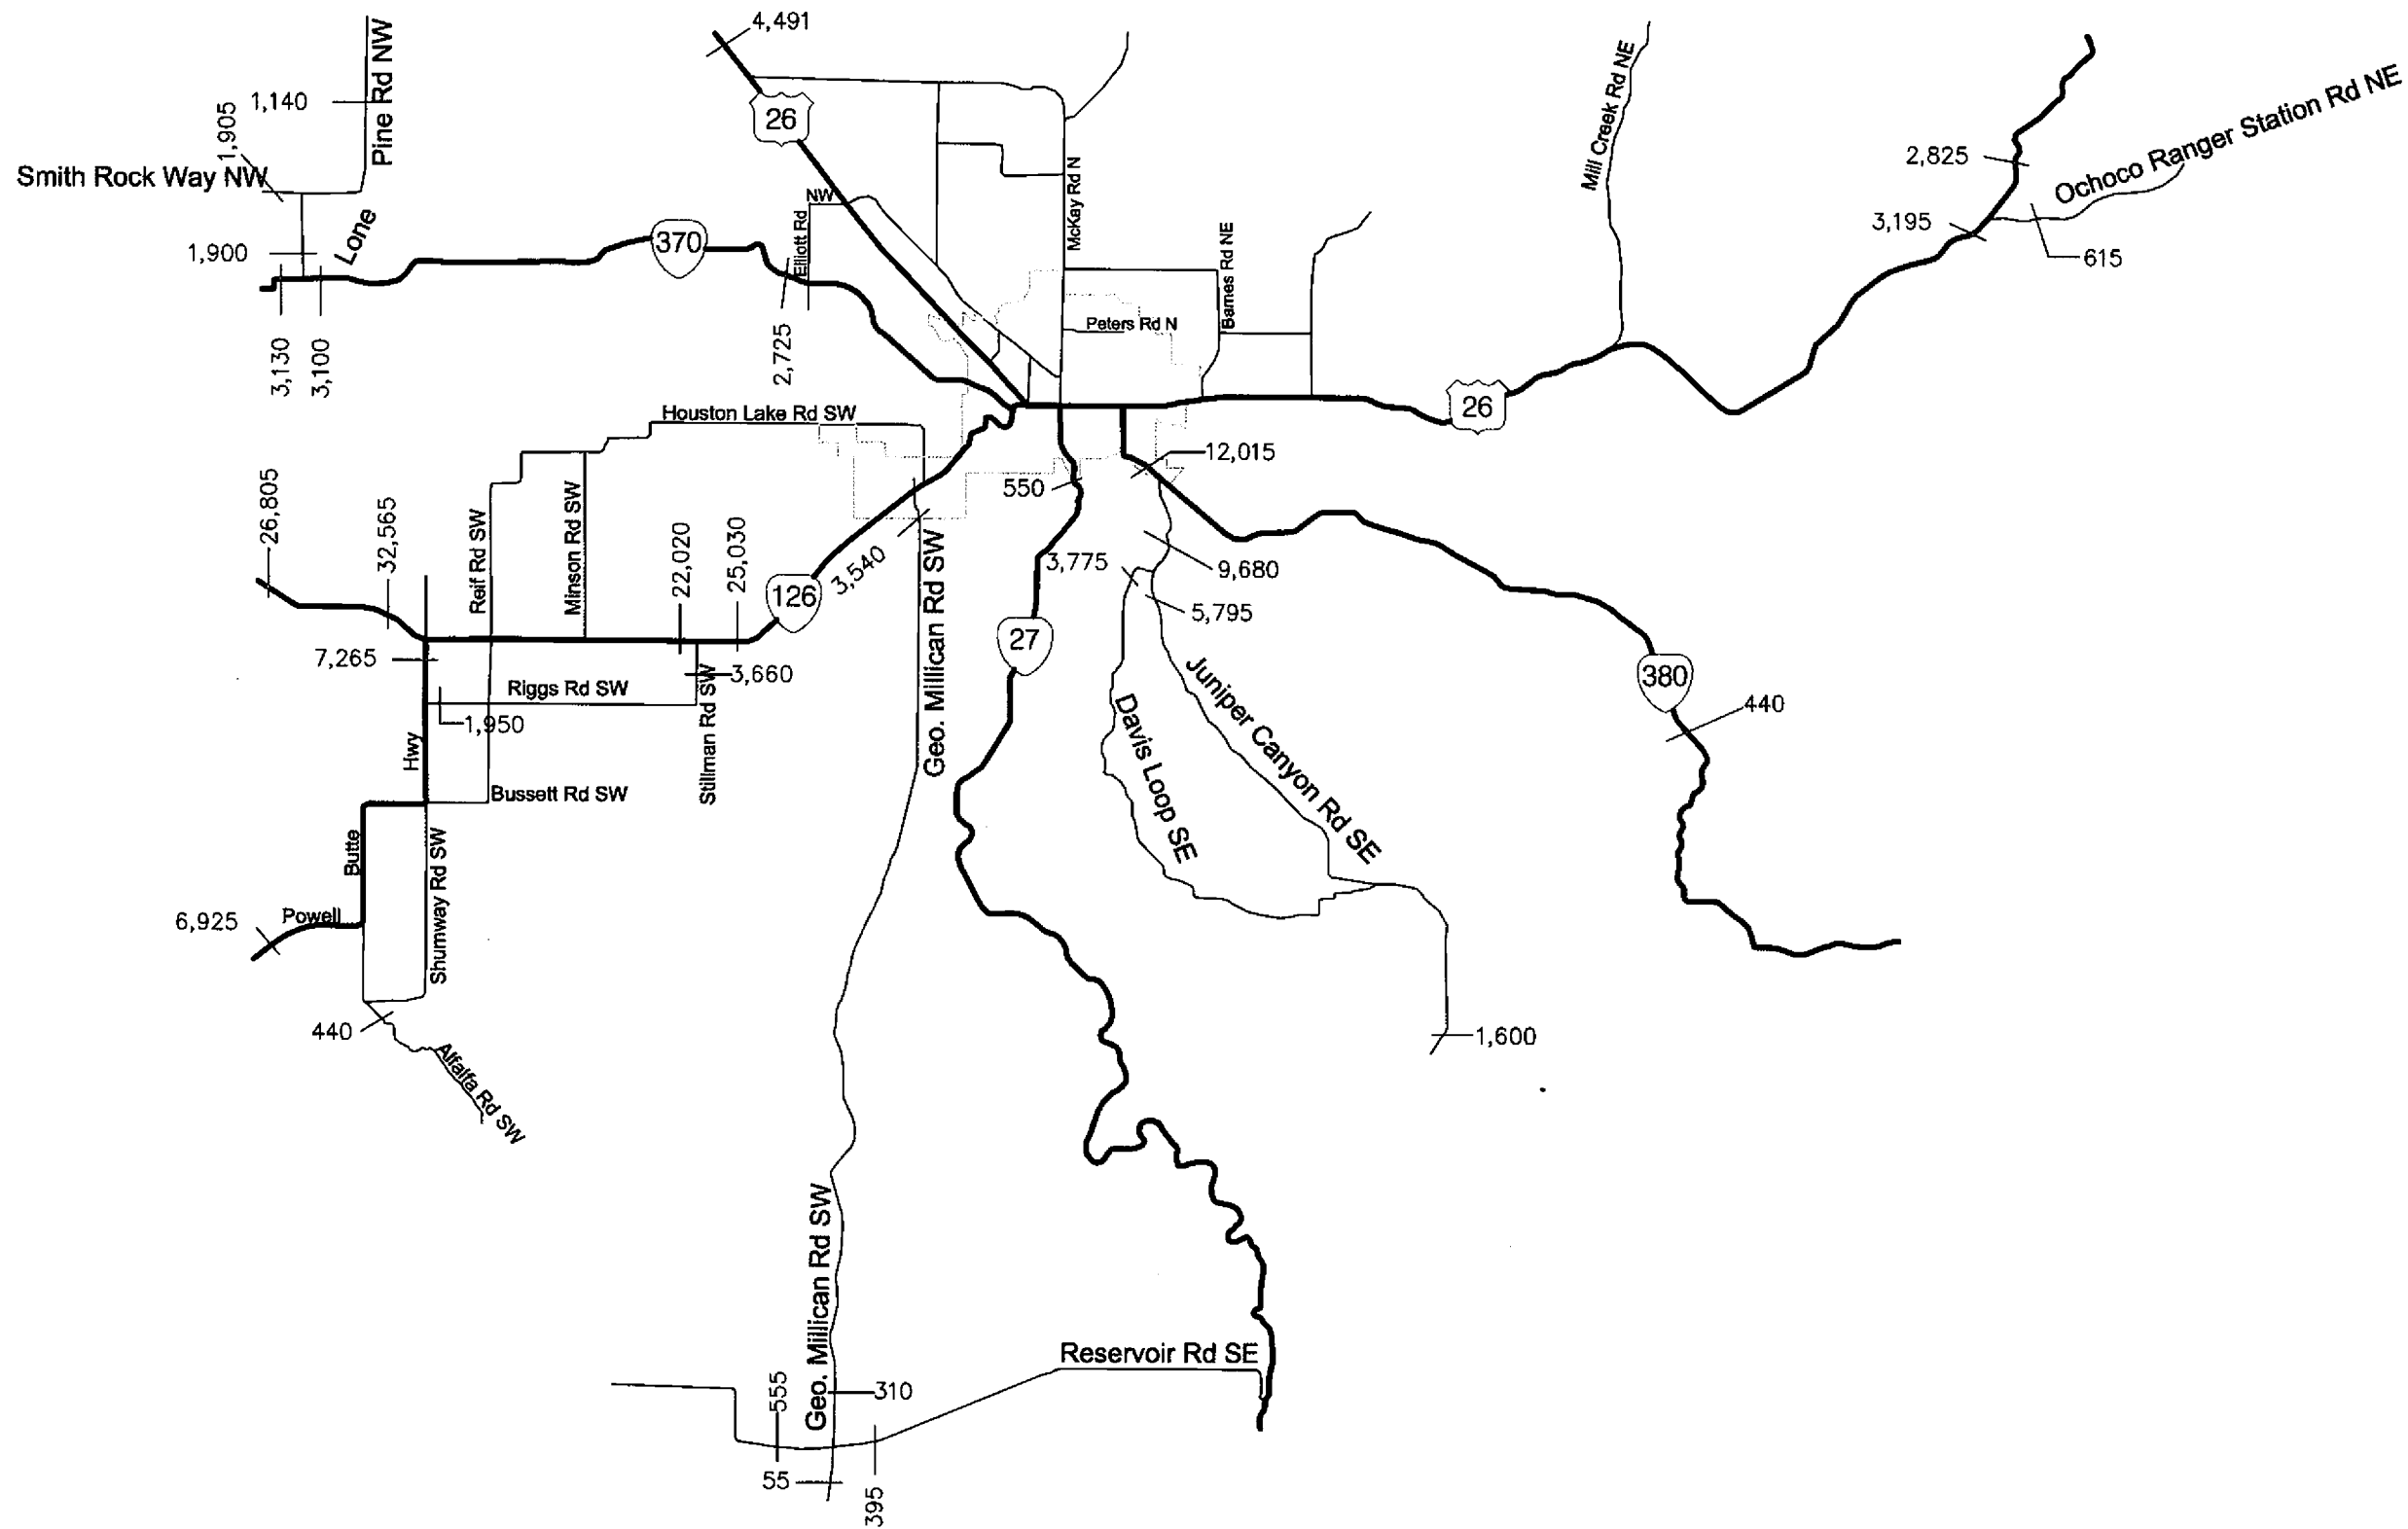 4,491
Pine Rd NW
1,140
1,905
Smith Rock Way NW
26
Mill Creek Rd NE
2,825
Ochoco Ranger Station Rd NE
3,195
615
McKay Rd N
NW
Elliott Rd
Lone
370
1,900
Barnes Rd NE
Peters Rd N
3,130
3,100
2,725
26
Houston Lake Rd SW
12,015
550
26,805
32,565
Reif Rd SW
Minson Rd SW
22,020
25,030
126
3,540
Geo. Millican Rd SW
3,775
9,680
5,795
27
7,265
Riggs Rd SW
3,660
1,950
Stillman Rd SW
Juniper Canyon Rd SE
Davis Loop SE
380
440
Hwy
Bussett Rd SW
Butte
Shumway Rd SW
Powell
6,925
440
Alfalfa Rd SW
1,600
Geo. Millican Rd SW
Reservoir Rd SE
555
310
55
395